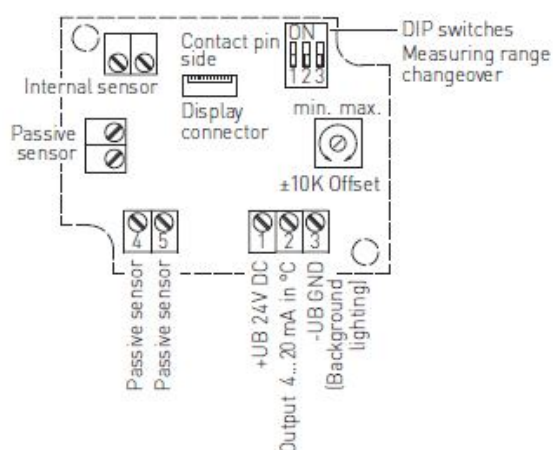 ON
1 2 3
DIP switches
Measuring range
changeover
Contact pin
side
Internal sensor
Display
connector
min. max.
Passive
sensor
±10K Offset
4 5
1 2 3
Passive sensor
Passive sensor
+UB 24V DC
Output 4...20 mA in °C
-UB GND
(Background
lighting)